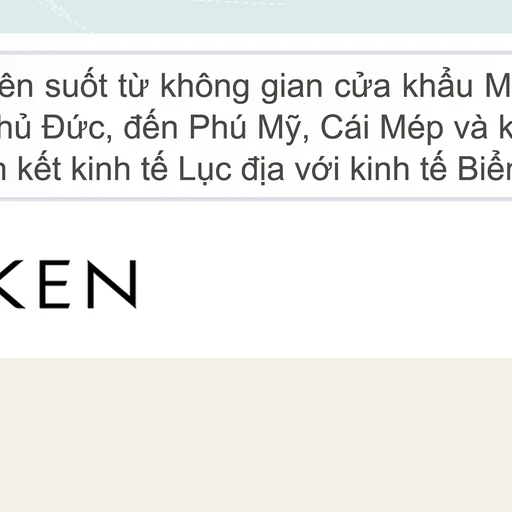 ên suốt từ không gian cửa khẩu M
hủ Đức, đến Phú Mỹ, Cái Mép và k
kết kinh tế Lục địa với kinh tế Biển
KEN